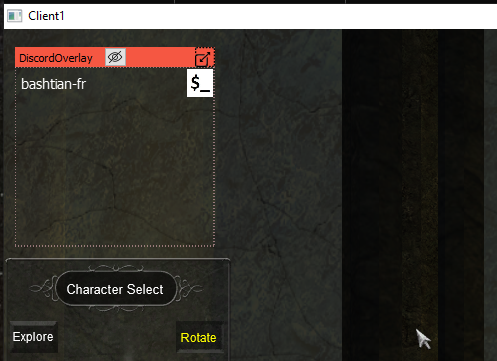 Client1
DiscordOverlay
bashtian-fr
$_
Character Select
Explore
Rotate